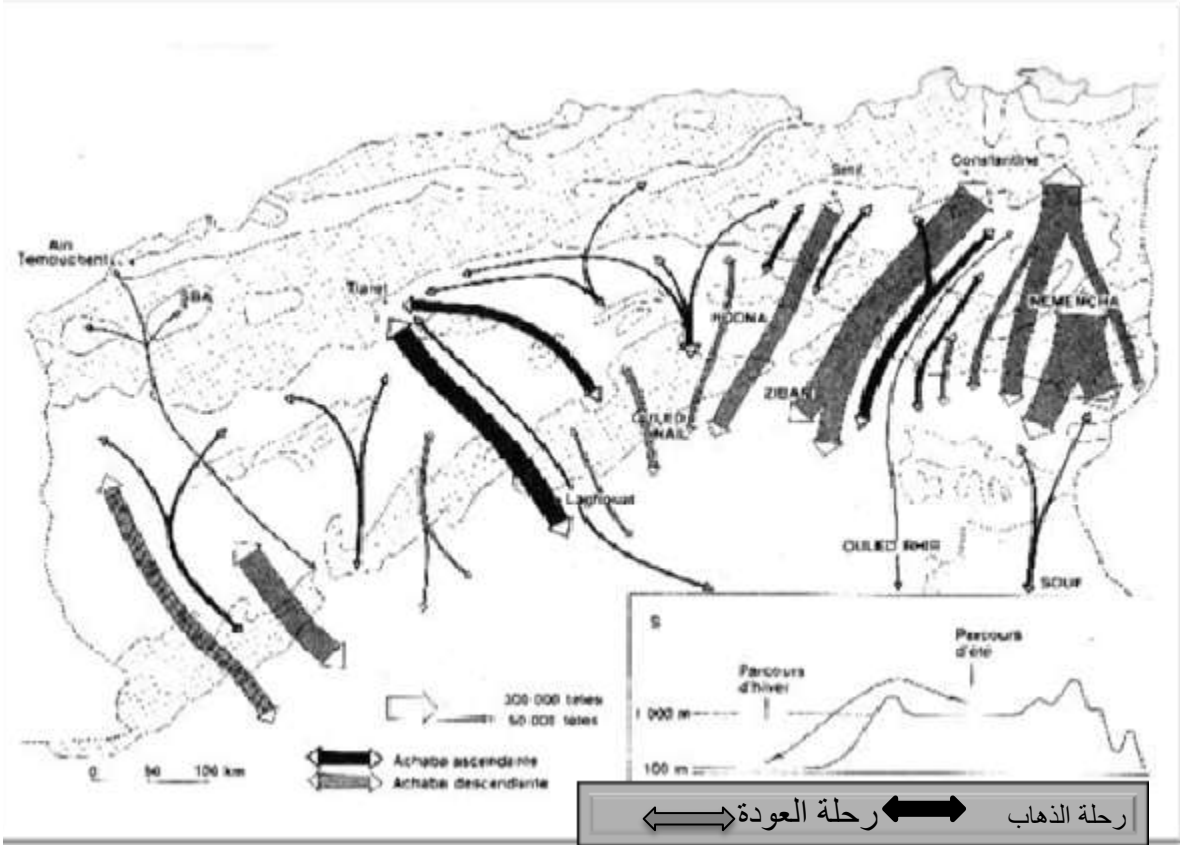 Constantine
Setif
Ain
Temouchent
SBA
Tiaret
NEMENCHA
HODNA
ZIBAN
OULED
NAIL
Laghouat
OULED RHIR
SOUF
S
Parcours
d'été
Parcours
d'hiver
1 000 m
100 m
300 000 têtes
50 000 têtes
0 50 100 km
Achaba ascendante
Achaba descendante
رحلة الذهاب
رحلة العودة